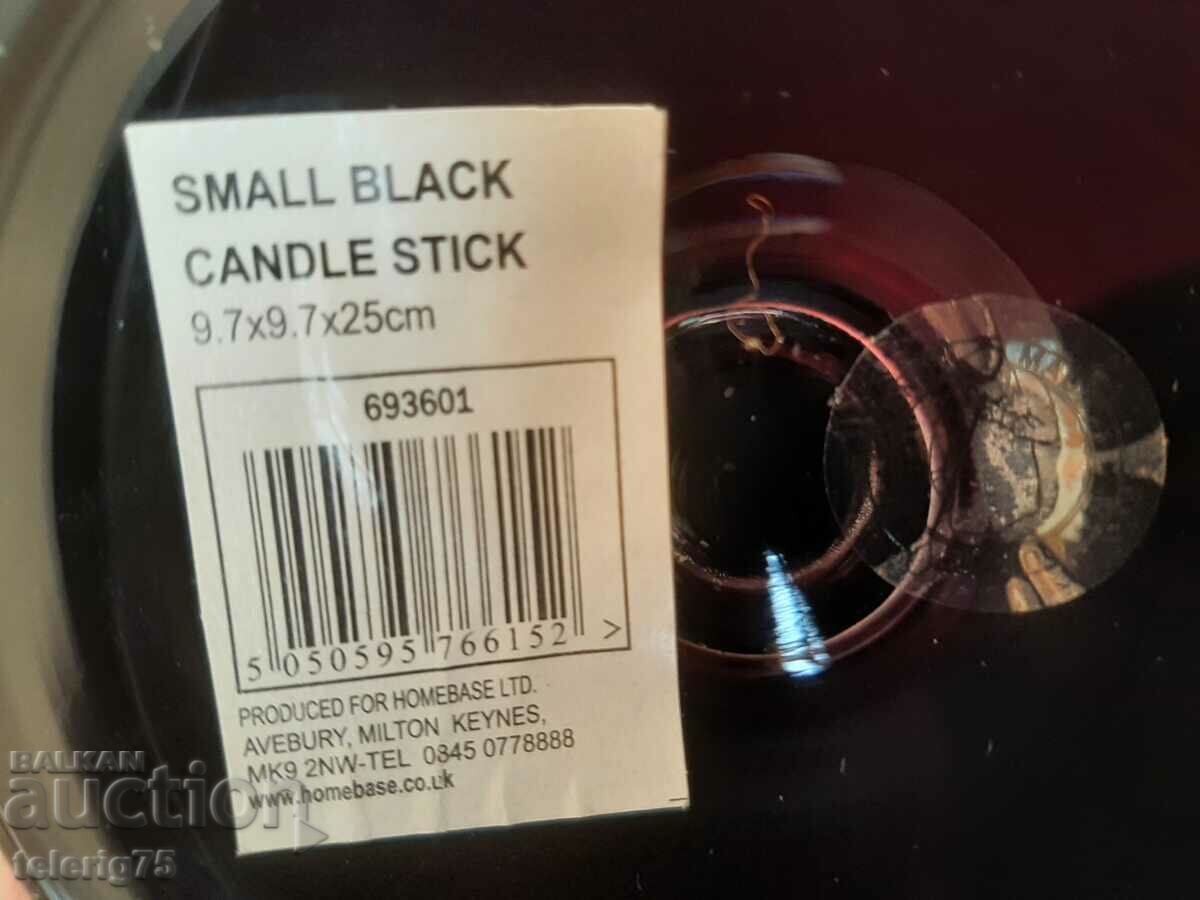 SMALL BLACK
CANDLE STICK
9.7x9.7x25cm
693601
5 050595 766152 >
PRODUCED FOR HOMEBASE LTD.
AVEBURY, MILTON KEYNES,
MK9 2NW-TEL 0845 0778888
www.homebase.co.uk
BALKAN
auction
telerig75